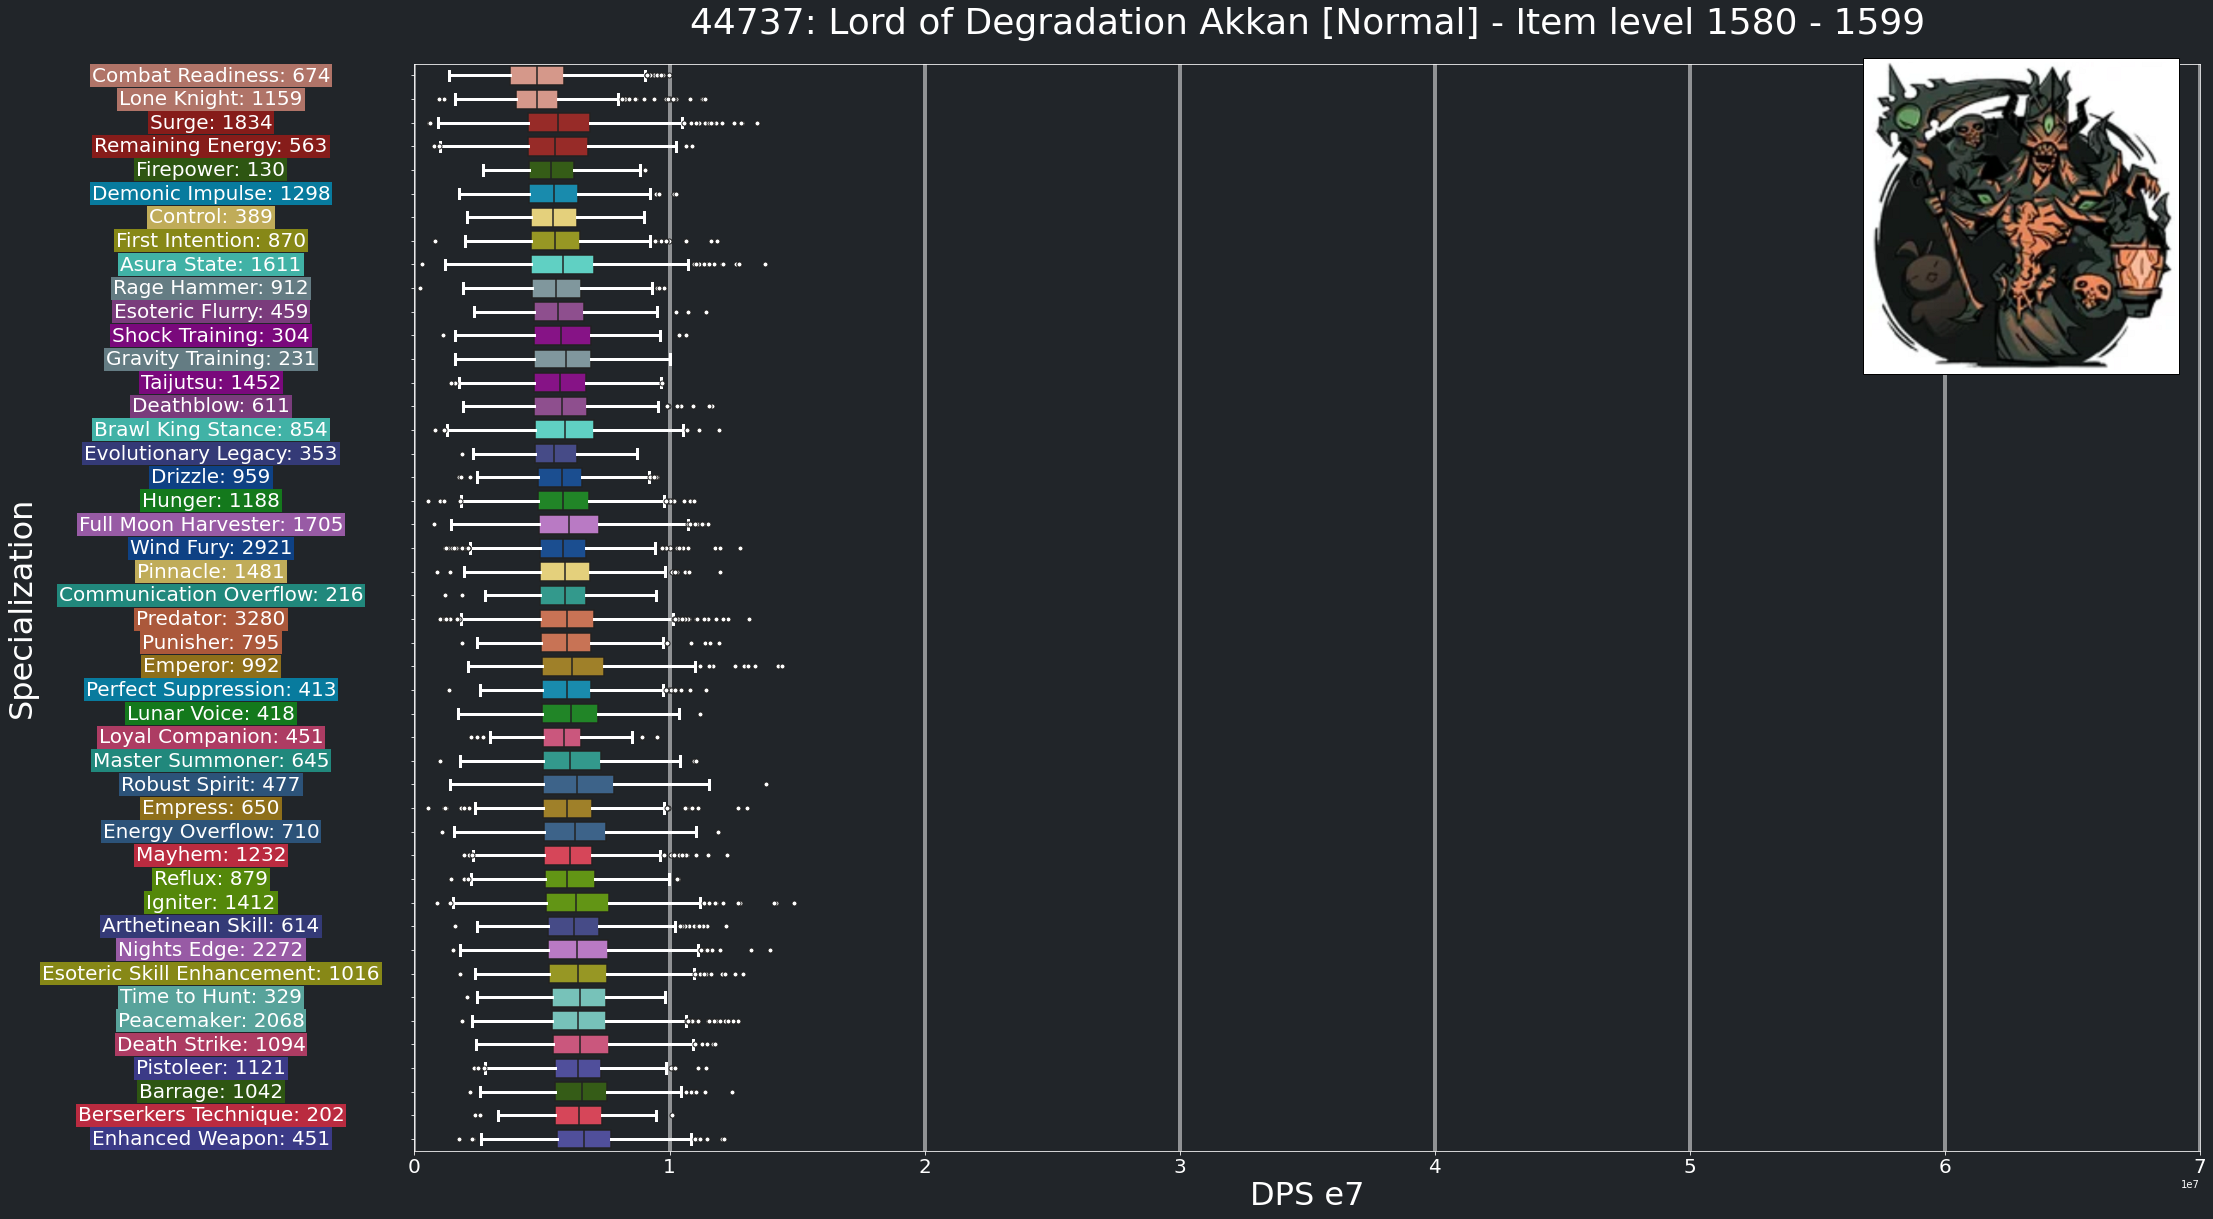 44737: Lord of Degradation Akkan [Normal] - Item level 1580 - 1599
Combat Readiness: 674
Lone Knight: 1159
Surge: 1834
Remaining Energy: 563
Firepower: 130
Demonic Impulse: 1298
Control: 389
First Intention: 870
Asura State: 1611
Rage Hammer: 912
Esoteric Flurry: 459
Shock Training: 304
Gravity Training: 231
Taijutsu: 1452
Deathblow: 611
Brawl King Stance: 854
Evolutionary Legacy: 353
Drizzle: 959
Hunger: 1188
Full Moon Harvester: 1705
Wind Fury: 2921
Pinnacle: 1481
Communication Overflow: 216
Predator: 3280
Punisher: 795
Emperor: 992
Perfect Suppression: 413
Lunar Voice: 418
Loyal Companion: 451
Master Summoner: 645
Robust Spirit: 477
Empress: 650
Energy Overflow: 710
Mayhem: 1232
Reflux: 879
Igniter: 1412
Arthetinean Skill: 614
Nights Edge: 2272
Esoteric Skill Enhancement: 1016
Time to Hunt: 329
Peacemaker: 2068
Death Strike: 1094
Pistoleer: 1121
Barrage: 1042
Berserkers Technique: 202
Enhanced Weapon: 451
Specialization
0 1 2 3 4 5 6 7
1e7
DPS e7